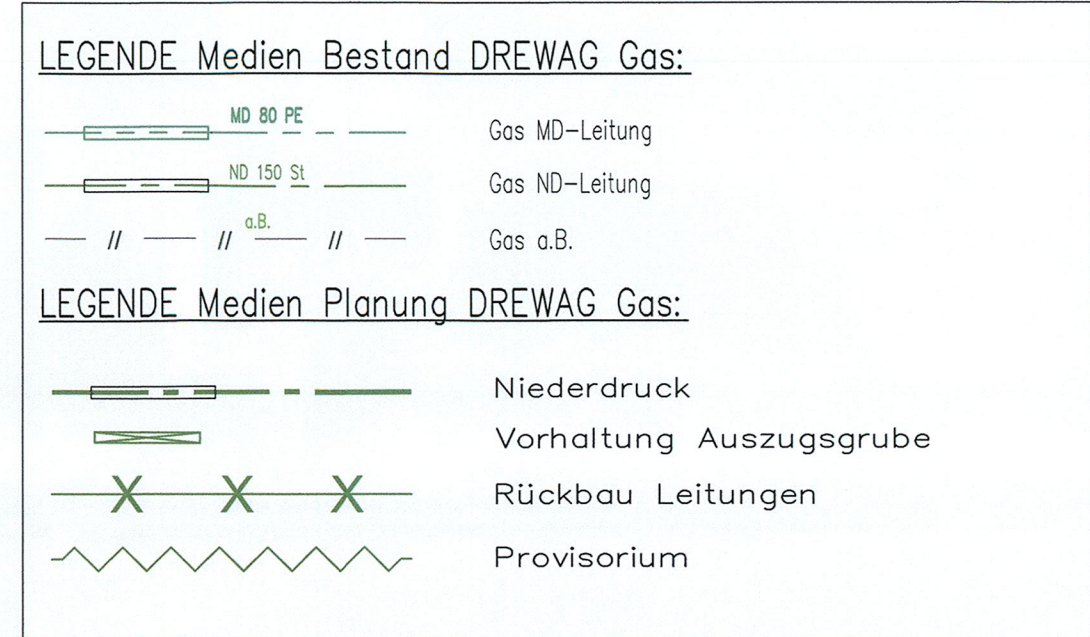 LEGENDE Medien Bestand DREWAG Gas:
MD 80 PE Gas MD-Leitung
ND 150 St Gas ND-Leitung
a.B. Gas a.B.
LEGENDE Medien Planung DREWAG Gas:
Niederdruck
Vorhaltung Auszugsgrube
Rückbau Leitungen
Provisorium